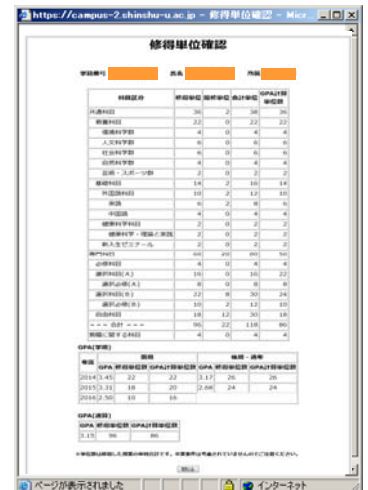 https://campus-2.shinshu-u.ac.jp - 修得単位確認 - Micr...
修得単位確認
学籍番号 氏名 所属
科目区分 修得単位 履修単位 合計単位 GPA計算単位数
共通科目 36 2 38 36
教養科目 22 0 22 22
環境科学群 4 0 4 4
人文科学群 6 0 6 6
社会科学群 6 0 6 6
自然科学群 4 0 4 4
芸術・スポーツ群 2 0 2 2
基礎科目 14 2 16 14
外国語科目 10 2 12 10
英語 6 2 8 6
中国語 4 0 4 4
健康科学科目 2 0 2 2
健康科学・理論と実践 2 0 2 2
新入生ゼミナール 2 0 2 2
専門科目 60 20 80 50
必修科目 4 0 4 4
選択科目(A) 16 0 16 22
選択必修(A) 8 0 8 8
選択科目(B) 22 8 30 24
選択必修(B) 10 2 12 10
自由科目 18 12 30 18
--- 合計 --- 96 22 118 86
教職に関する科目 4 0 4 4
GPA(学期)
年度 前期 後期・通年
GPA 修得単位数 GPA計算単位数 GPA 修得単位数 GPA計算単位数
2014 3.45 22 22 3.17 26 26
2015 3.31 18 20 2.68 24 24
2016 2.50 10 16
GPA(通算)
GPA 修得単位数 GPA計算単位数
3.15 96 86
閉じる
ページが表示されました インターネット